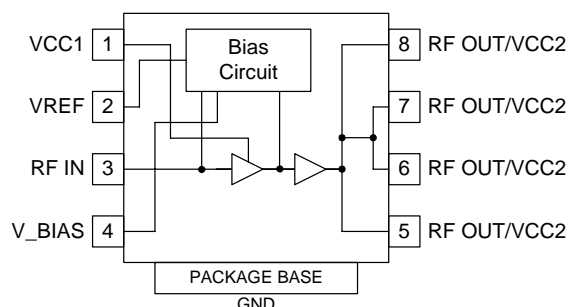 VCC1 1
VREF 2
RF IN 3
V_BIAS 4
Bias
Circuit
8 RF OUT/VCC2
7 RF OUT/VCC2
6 RF OUT/VCC2
5 RF OUT/VCC2
PACKAGE BASE
GND